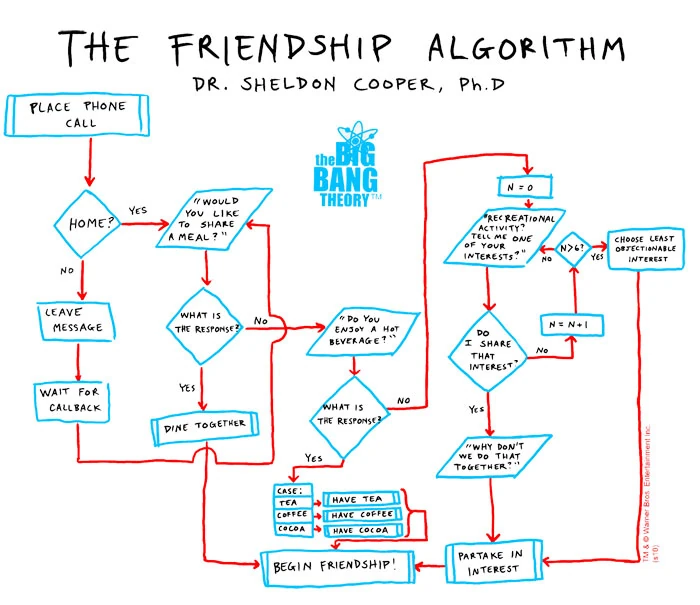 THE FRIENDSHIP ALGORITHM
DR. SHELDON COOPER, Ph.D
the BIG
BANG
THEORY™
PLACE PHONE
CALL
HOME?
YES
NO
LEAVE
MESSAGE
WAIT FOR
CALLBACK
"WOULD
YOU LIKE
TO SHARE
A MEAL?"
WHAT IS
THE RESPONSE?
NO
YES
DINE TOGETHER
"DO YOU
ENJOY A HOT
BEVERAGE?"
WHAT IS
THE RESPONSE?
NO
YES
CASE:
TEA
HAVE TEA
COFFEE
HAVE COFFEE
COCOA
HAVE COCOA
BEGIN FRIENDSHIP!
N=0
"RECREATIONAL
ACTIVITY?
TELL ME ONE
OF YOUR
INTERESTS."
N>6?
NO
YES
CHOOSE LEAST
OBJECTIONABLE
INTEREST
N=N+1
DO
I SHARE
THAT
INTEREST?
NO
YES
"WHY DON'T
WE DO THAT
TOGETHER?"
PARTAKE IN
INTEREST
TM & © Warner Bros. Entertainment Inc.
(s10)